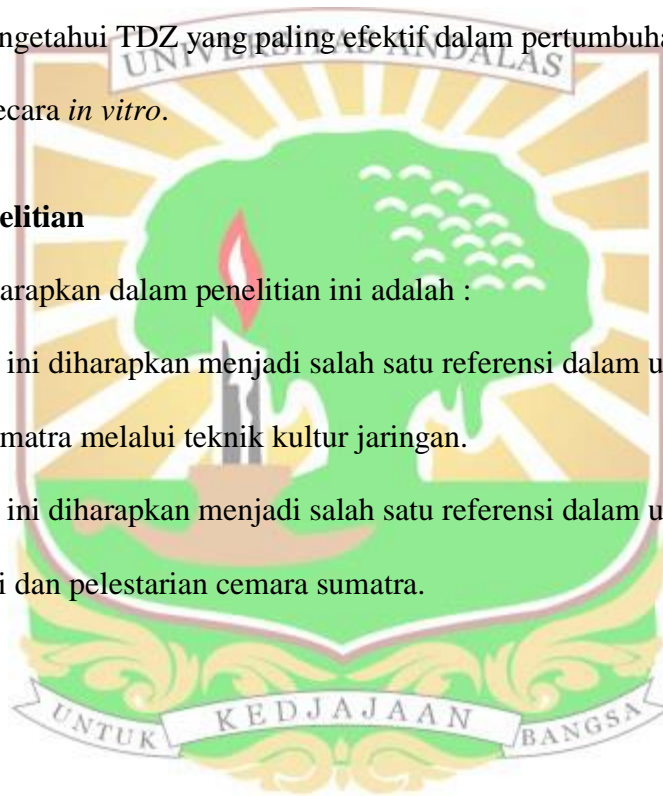 ngetahui TDZ yang paling efektif dalam pertumbuha
UNIVERSITAS ANDALAS
ecara in vitro.
elitian
arapkan dalam penelitian ini adalah :
ini diharapkan menjadi salah satu referensi dalam u
matra melalui teknik kultur jaringan.
ini diharapkan menjadi salah satu referensi dalam u
i dan pelestarian cemara sumatra.
UNTUK KEDJAJAAN BANGSA